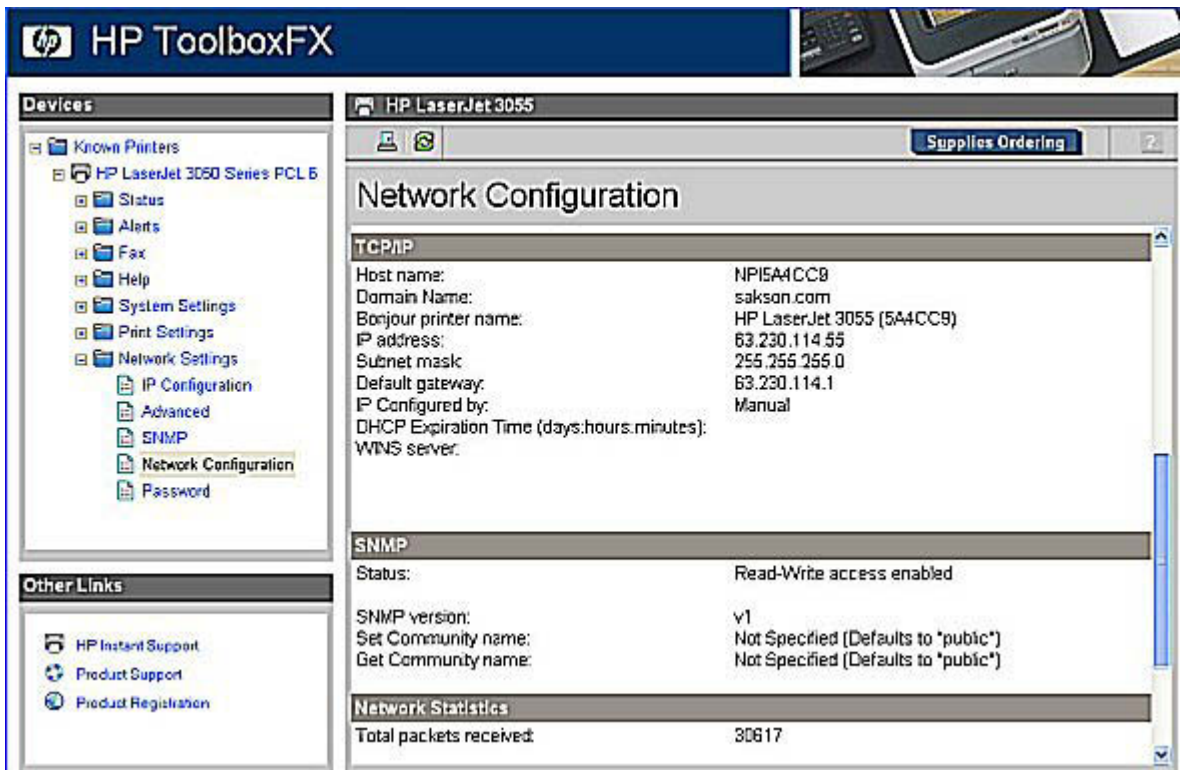 hp HP ToolboxFX
Devices
Known Printers
HP LaserJet 3050 Series PCL 6
Status
Alerts
Fax
Help
System Settings
Print Settings
Network Settings
IP Configuration
Advanced
SNMP
Network Configuration
Password
Other Links
HP Instant Support
Product Support
Product Registration
HP LaserJet 3055
Supplies Ordering ?
Network Configuration
TCP/IP
Host name: NPI5A4CC9
Domain Name: sakson.com
Bonjour printer name: HP LaserJet 3055 (5A4CC9)
IP address: 63.230.114.55
Subnet mask: 255.255.255.0
Default gateway: 63.230.114.1
IP Configured by: Manual
DHCP Expiration Time (days:hours:minutes):
WINS server:
SNMP
Status: Read-Write access enabled
SNMP version: v1
Set Community name: Not Specified (Defaults to "public")
Get Community name: Not Specified (Defaults to "public")
Network Statistics
Total packets received: 30617